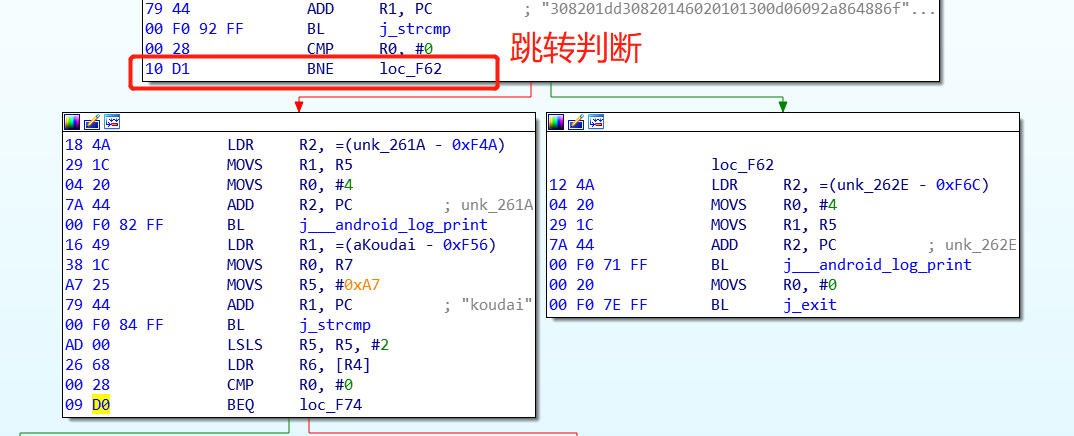 79 44 ADD R1, PC ; "308201dd30820146020101300d06092a864886f"...
00 F0 92 FF BL j_strcmp
00 28 CMP R0, #0
10 D1 BNE loc_F62
跳转判断
18 4A LDR R2, =(unk_261A - 0xF4A)
29 1C MOVS R1, R5
04 20 MOVS R0, #4
7A 44 ADD R2, PC ; unk_261A
00 F0 82 FF BL j___android_log_print
16 49 LDR R1, =(aKoudai - 0xF56)
38 1C MOVS R0, R7
A7 25 MOVS R5, #0xA7
79 44 ADD R1, PC ; "koudai"
00 F0 84 FF BL j_strcmp
AD 00 LSLS R5, R5, #2
26 68 LDR R6, [R4]
00 28 CMP R0, #0
09 D0 BEQ loc_F74
loc_F62
12 4A LDR R2, =(unk_262E - 0xF6C)
04 20 MOVS R0, #4
29 1C MOVS R1, R5
7A 44 ADD R2, PC ; unk_262E
00 F0 71 FF BL j___android_log_print
00 20 MOVS R0, #0
00 F0 7E FF BL j_exit